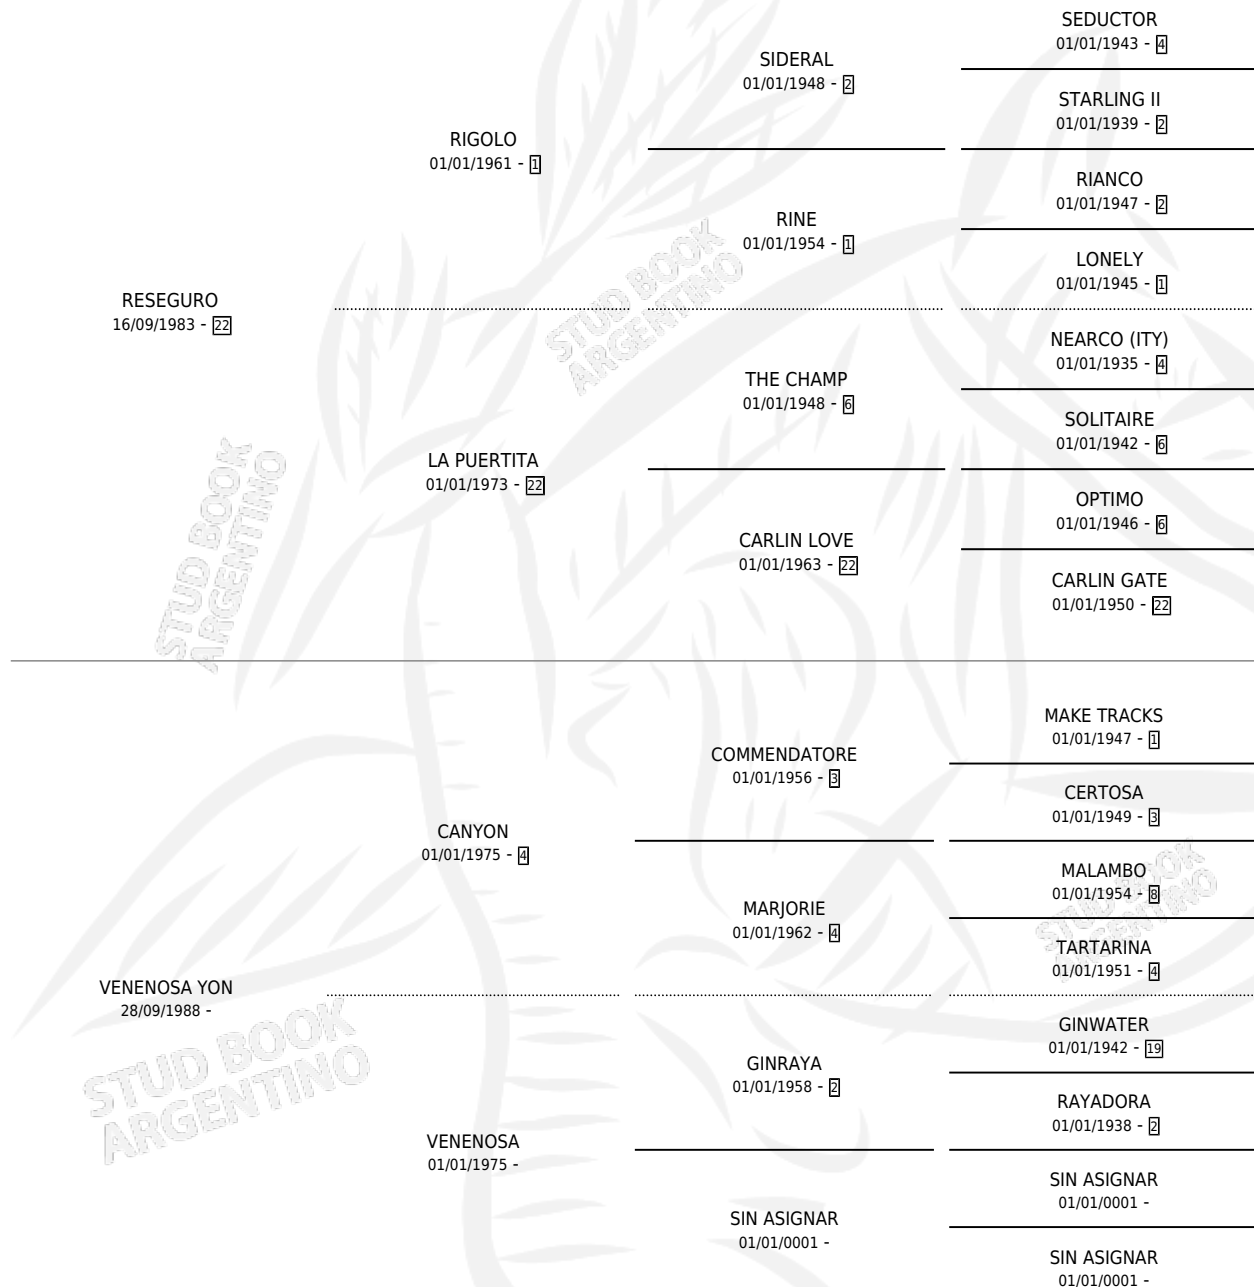 SEDUCTOR
01/01/1943 - 4
SIDERAL
01/01/1948 - 2
STARLING II
01/01/1939 - 2
RIGOLO
01/01/1961 - 1
RIANCO
01/01/1947 - 2
RINE
01/01/1954 - 1
LONELY
01/01/1945 - 1
RESEGURO
16/09/1983 - 22
NEARCO (ITY)
01/01/1935 - 4
THE CHAMP
01/01/1948 - 6
SOLITAIRE
01/01/1942 - 6
LA PUERTITA
01/01/1973 - 22
OPTIMO
01/01/1946 - 6
CARLIN LOVE
01/01/1963 - 22
CARLIN GATE
01/01/1950 - 22
STUD BOOK
ARGENTINO
STUD BOOK
ARGENTINO
MAKE TRACKS
01/01/1947 - 1
COMMENDATORE
01/01/1956 - 3
CERTOSA
01/01/1949 - 3
CANYON
01/01/1975 - 4
MALAMBO
01/01/1954 - 8
MARJORIE
01/01/1962 - 4
TARTARINA
01/01/1951 - 4
VENENOSA YON
28/09/1988 -
GINWATER
01/01/1942 - 19
GINRAYA
01/01/1958 - 2
RAYADORA
01/01/1938 - 2
VENENOSA
01/01/1975 -
SIN ASIGNAR
01/01/0001 -
SIN ASIGNAR
01/01/0001 -
SIN ASIGNAR
01/01/0001 -
STUD BOOK
ARGENTINO
STUD BOOK
ARGENTINO